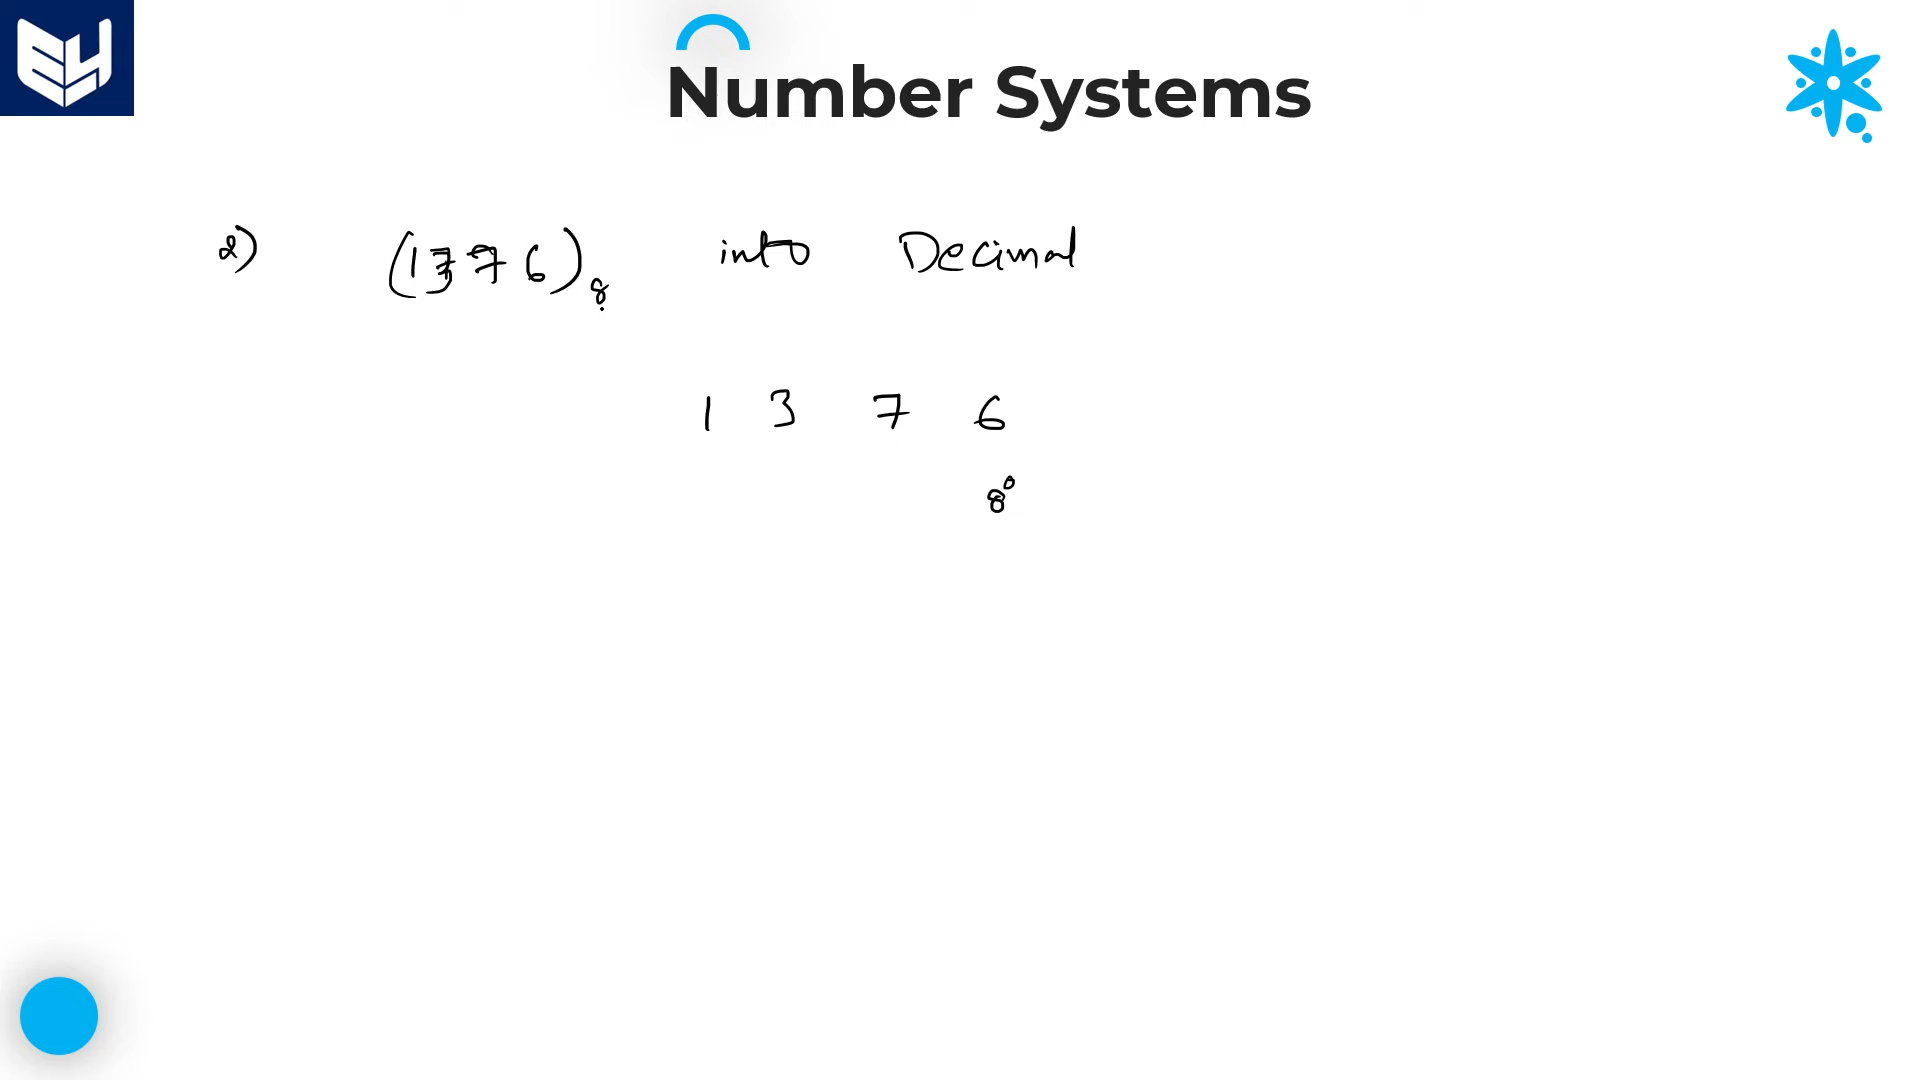 Number Systems
2) (1376)₈ into Decimal
1 3 7 6
8⁰